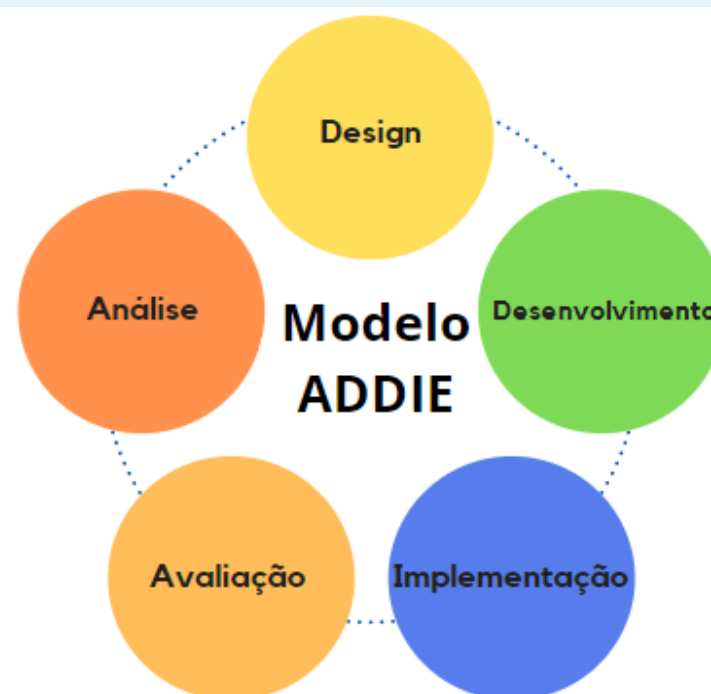 Design
Análise
Desenvolvimento
Modelo
ADDIE
Avaliação
Implementação